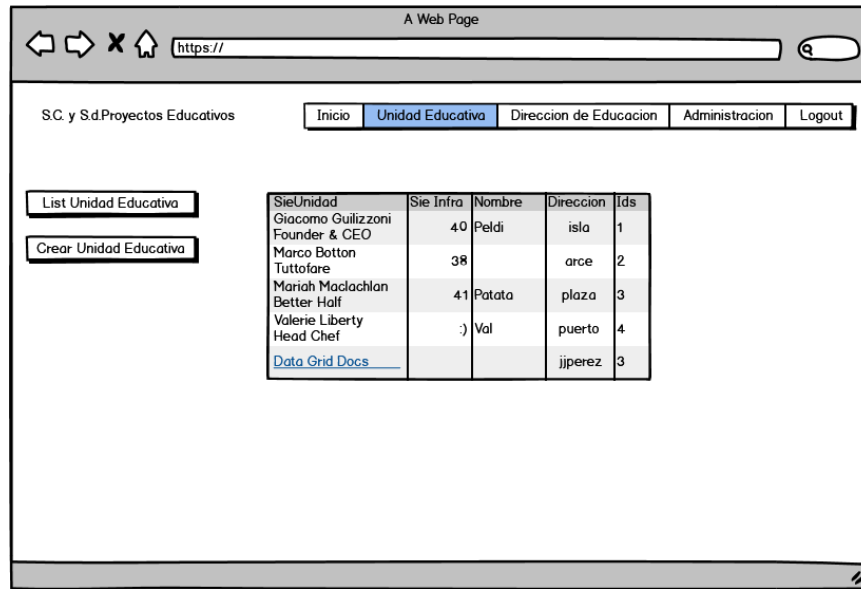 A Web Page
https://
S.C. y S.d.Proyectos Educativos
Inicio Unidad Educativa Direccion de Educacion Administracion Logout
List Unidad Educativa
Crear Unidad Educativa
SieUnidad Sie Infra Nombre Direccion Ids
Giacomo Guilizzoni
Founder & CEO 40 Peldi isla 1
Marco Botton
Tuttofare 38 arce 2
Mariah Maclachlan
Better Half 41 Patata plaza 3
Valerie Liberty
Head Chef :) Val puerto 4
Data Grid Docs jjperez 3